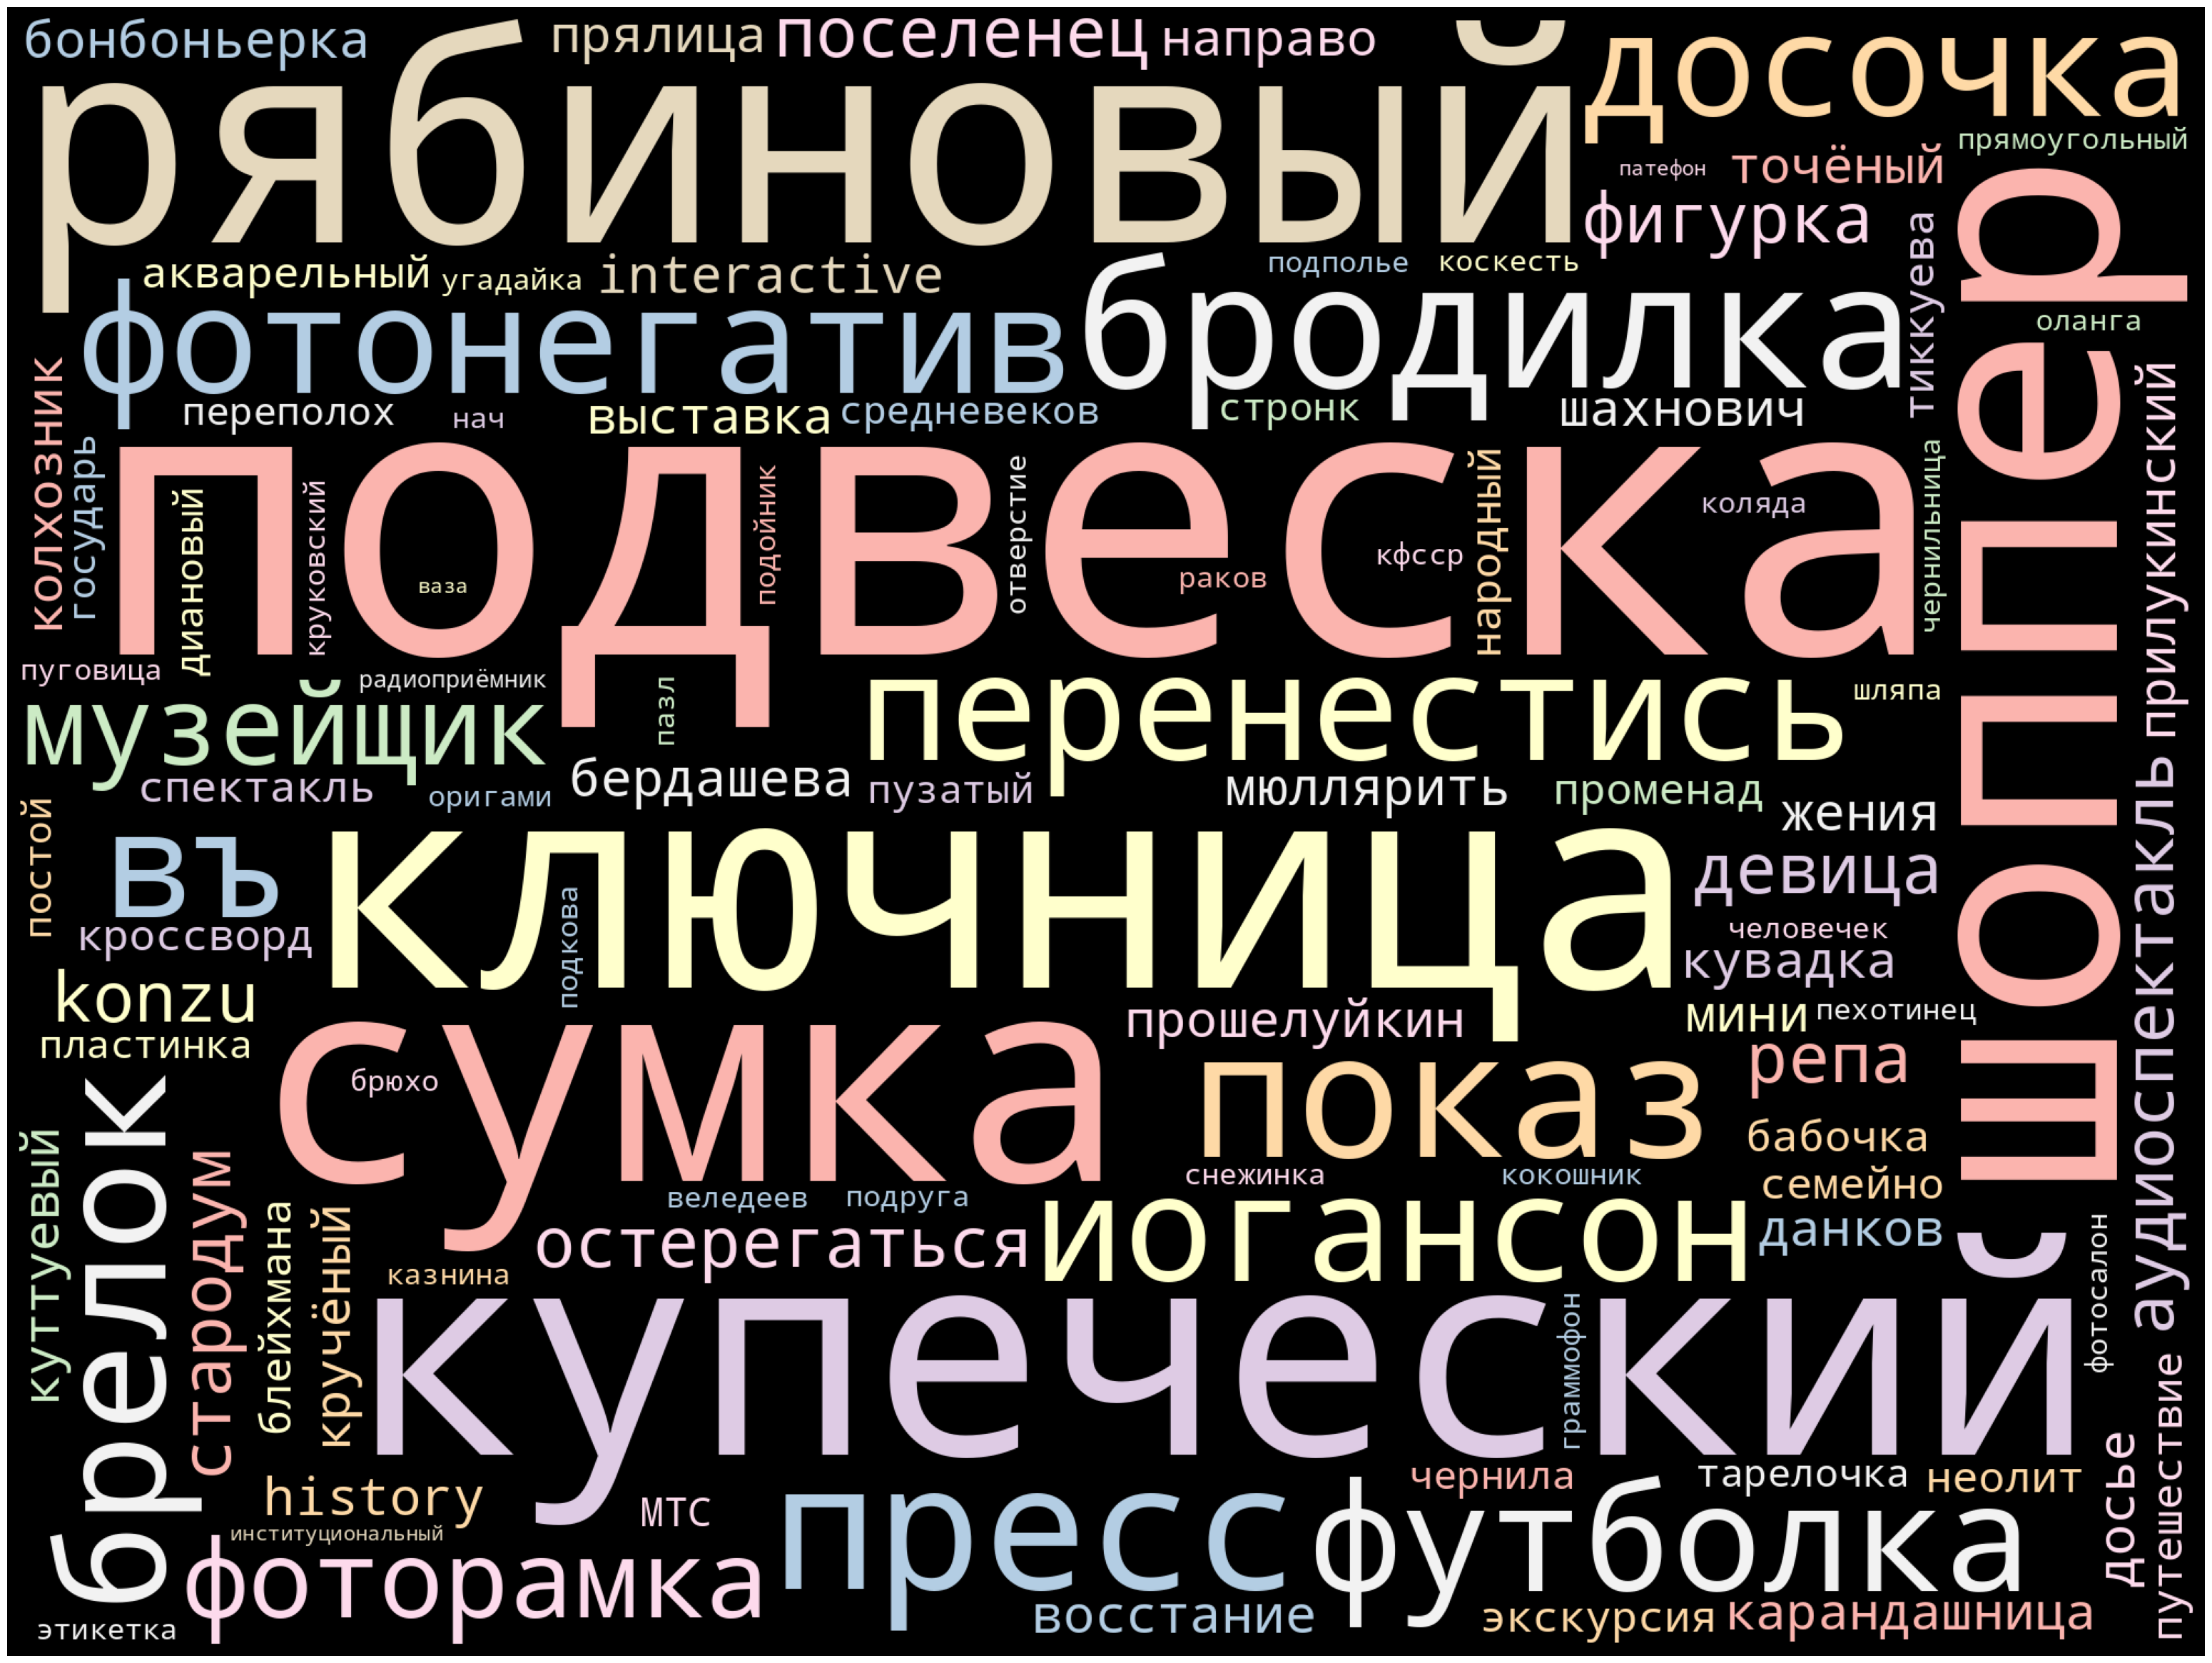 бонбоньерка
прялица
поселенец
направо
рябиновый
досочка
прямоугольный
патефон
точёный
фигурка
тиккуева
акварельный
угадайка
interactive
подполье
коскесть
фотонегатив
бродилка
оланга
шоппер
прилукинский
колхозник
переполох
нач
выставка
средневеков
стронк
шахнович
государь
подвеска
диановый
круковский
ваза
подойник
отверстие
раков
кфсср
народный
коляда
чернильница
пуговица
радиоприёмник
пазл
перенестись
шляпа
музейщик
спектакль
оригами
бердашева
пузатый
мюллярить
променад
жения
аудиоспектакль
постой
въ
ключница
девица
подкова
кроссворд
человечек
кувадка
konzu
пластинка
прошелуйкин
мини
пехотинец
сумка
брюхо
показ
репа
бабочка
снежинка
кокошник
семейно
брелок
куттуевый
стародум
веледеев
подруга
блейхмана
кручёный
остерегаться
иогансон
данков
фотосалон
казнина
купеческий
граммофон
путешествие
досье
history
МТС
институциональный
пресс
чернила
тарелочка
неолит
футболка
фоторамка
этикетка
восстание
экскурсия
карандашница